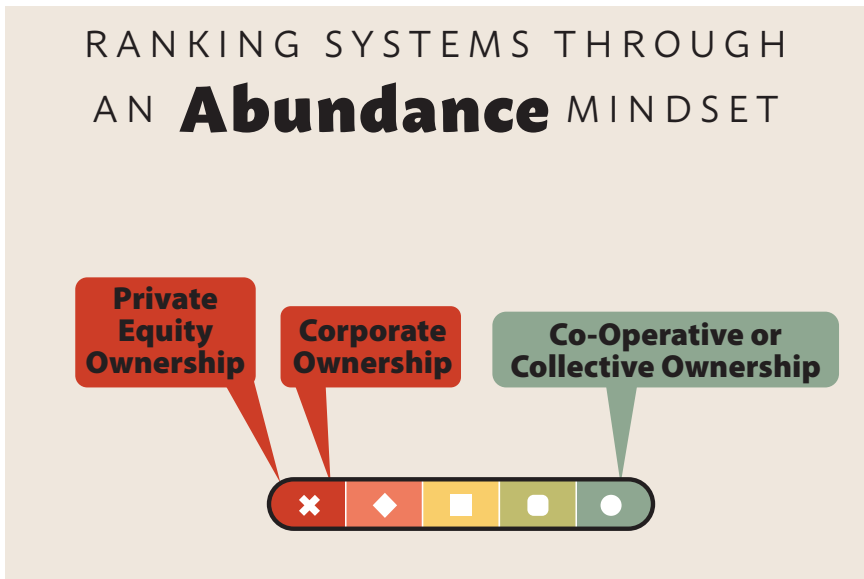 RANKING SYSTEMS THROUGH
AN Abundance MINDSET
Private
Equity
Ownership
Corporate
Ownership
Co-Operative or
Collective Ownership